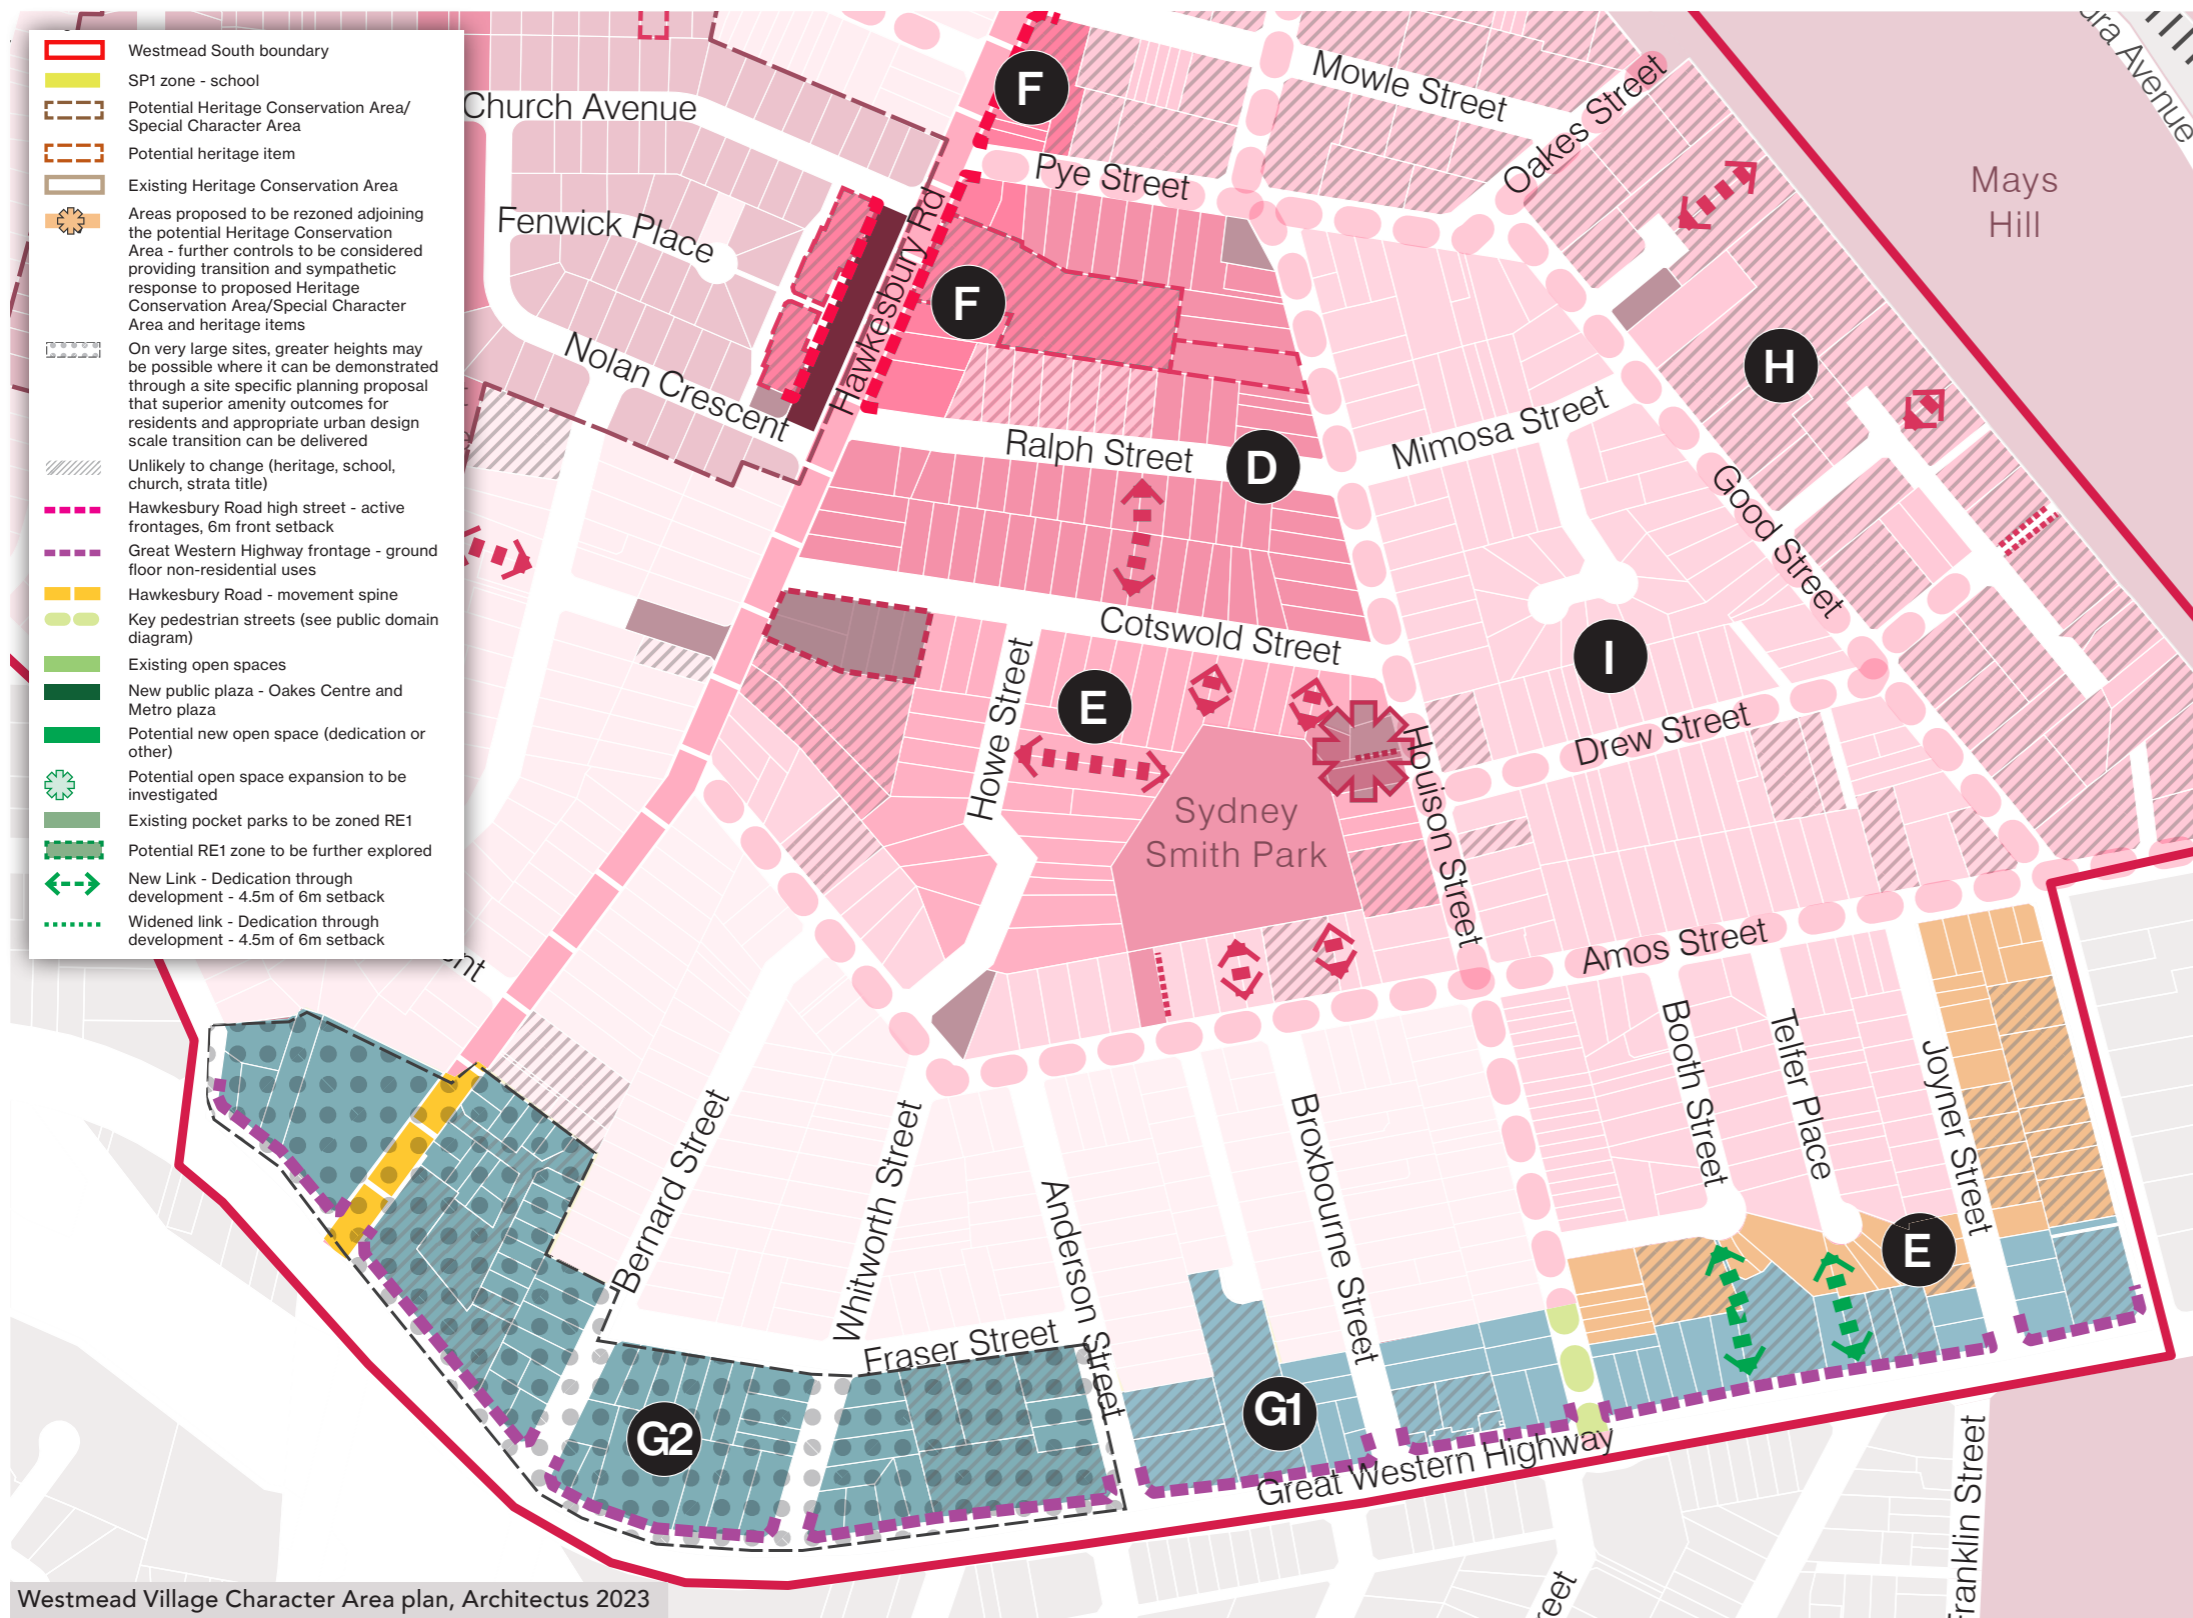 Westmead South boundary
SP1 zone - school
Potential Heritage Conservation Area/
Special Character Area
Potential heritage item
Existing Heritage Conservation Area
Areas proposed to be rezoned adjoining
the potential Heritage Conservation
Area - further controls to be considered
providing transition and sympathetic
response to proposed Heritage
Conservation Area/Special Character
Area and heritage items
On very large sites, greater heights may
be possible where it can be demonstrated
through a site specific planning proposal
that superior amenity outcomes for
residents and appropriate urban design
scale transition can be delivered
Unlikely to change (heritage, school,
church, strata title)
Hawkesbury Road high street - active
frontages, 6m front setback
Great Western Highway frontage - ground
floor non-residential uses
Hawkesbury Road - movement spine
Key pedestrian streets (see public domain
diagram)
Existing open spaces
New public plaza - Oakes Centre and
Metro plaza
Potential new open space (dedication or
other)
Potential open space expansion to be
investigated
Existing pocket parks to be zoned RE1
Potential RE1 zone to be further explored
New Link - Dedication through
development - 4.5m of 6m setback
Widened link - Dedication through
development - 4.5m of 6m setback
Church Avenue
Fenwick Place
Nolan Crescent
Hawkesbury Rd
F
Pye Street
Mowle Street
Oakes Street
Avenue
Mays
Hill
F
H
Ralph Street
D
Mimosa Street
Good Street
Cotswold Street
I
Howe Street
E
Sydney
Smith Park
Houison Street
Drew Street
Amos Street
Booth Street
Telfer Place
Joyner Street
E
Bernard Street
Whitworth Street
Anderson Street
Broxbourne Street
Fraser Street
G2
G1
Great Western Highway
Franklin Street
Westmead Village Character Area plan, Architectus 2023